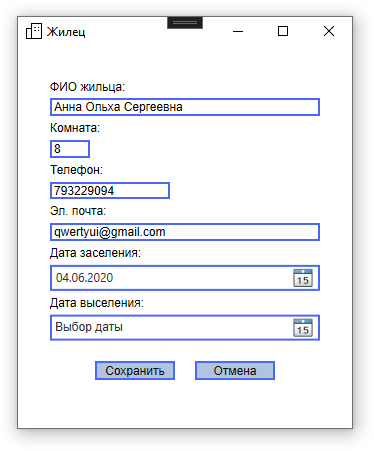 Жилец
ФИО жильца:
Анна Ольха Сергеевна
Комната:
8
Телефон:
793229094
Эл. почта:
qwertyui@gmail.com
Дата заселения:
04.06.2020
15
Дата выселения:
Выбор даты
15
Сохранить Отмена